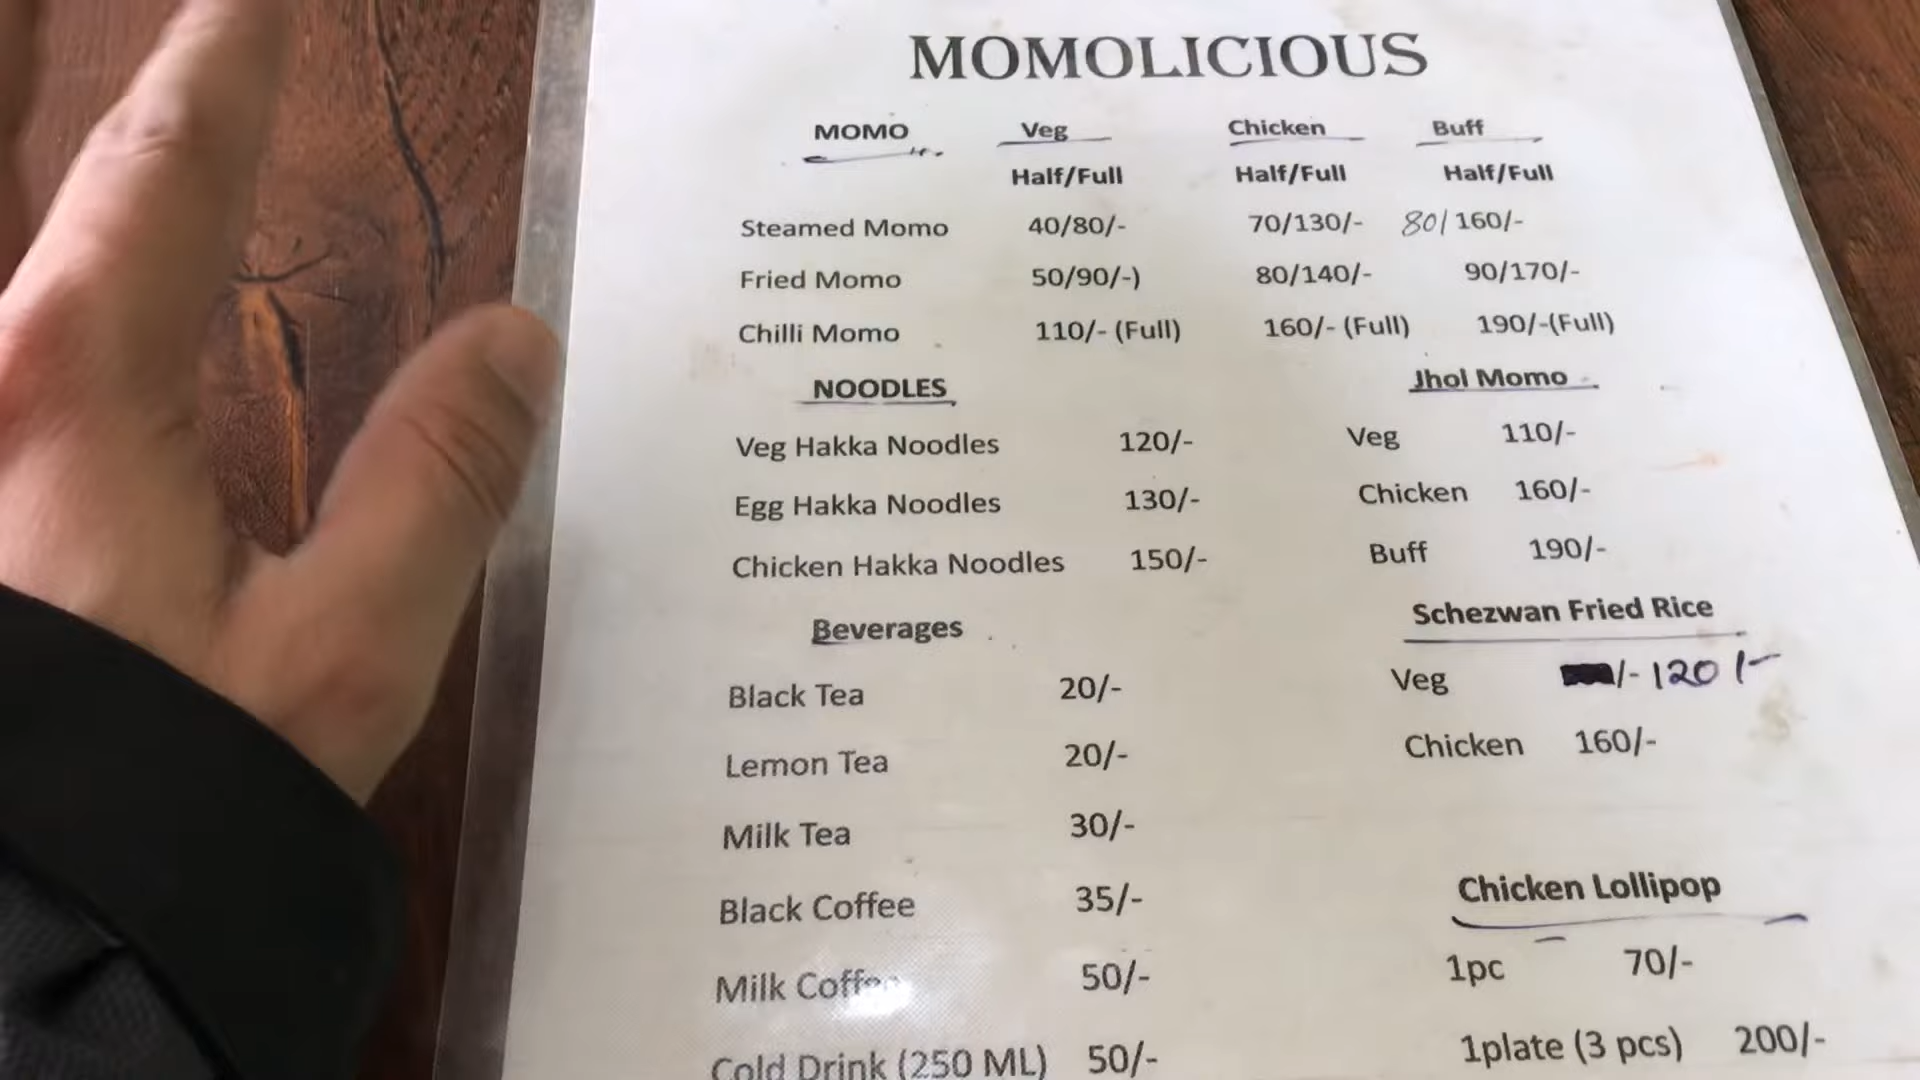 MOMOLICIOUS
MOMO Veg Chicken Buff
Half/Full Half/Full Half/Full
Steamed Momo 40/80/- 70/130/- 80/ 160/-
Fried Momo 50/90/-) 80/140/- 90/170/-
Chilli Momo 110/- (Full) 160/- (Full) 190/-(Full)
NOODLES
Veg Hakka Noodles 120/-
Egg Hakka Noodles 130/-
Chicken Hakka Noodles 150/-
Jhol Momo
Veg 110/-
Chicken 160/-
Buff 190/-
Beverages
Black Tea 20/-
Lemon Tea 20/-
Milk Tea 30/-
Black Coffee 35/-
Milk Coffee 50/-
Cold Drink (250 ML) 50/-
Schezwan Fried Rice
Veg /- 120/-
Chicken 160/-
Chicken Lollipop
1pc 70/-
1plate (3 pcs) 200/-